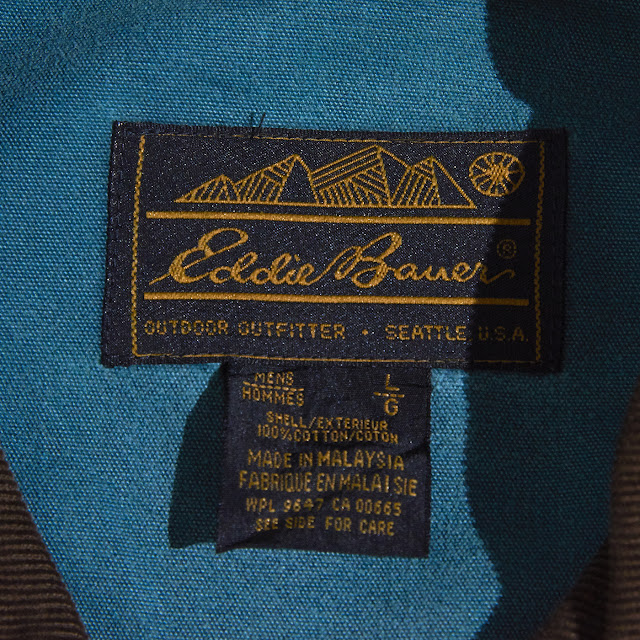 Eddie Bauer®
OUTDOOR OUTFITTER • SEATTLE U.S.A.
MENS L
HOMMES G
SHELL/EXTERIEUR
100% COTTON/COTON
MADE IN MALAYSIA
FABRIQUE EN MALAISIE
WPL 9647 CA 00665
SEE SIDE FOR CARE